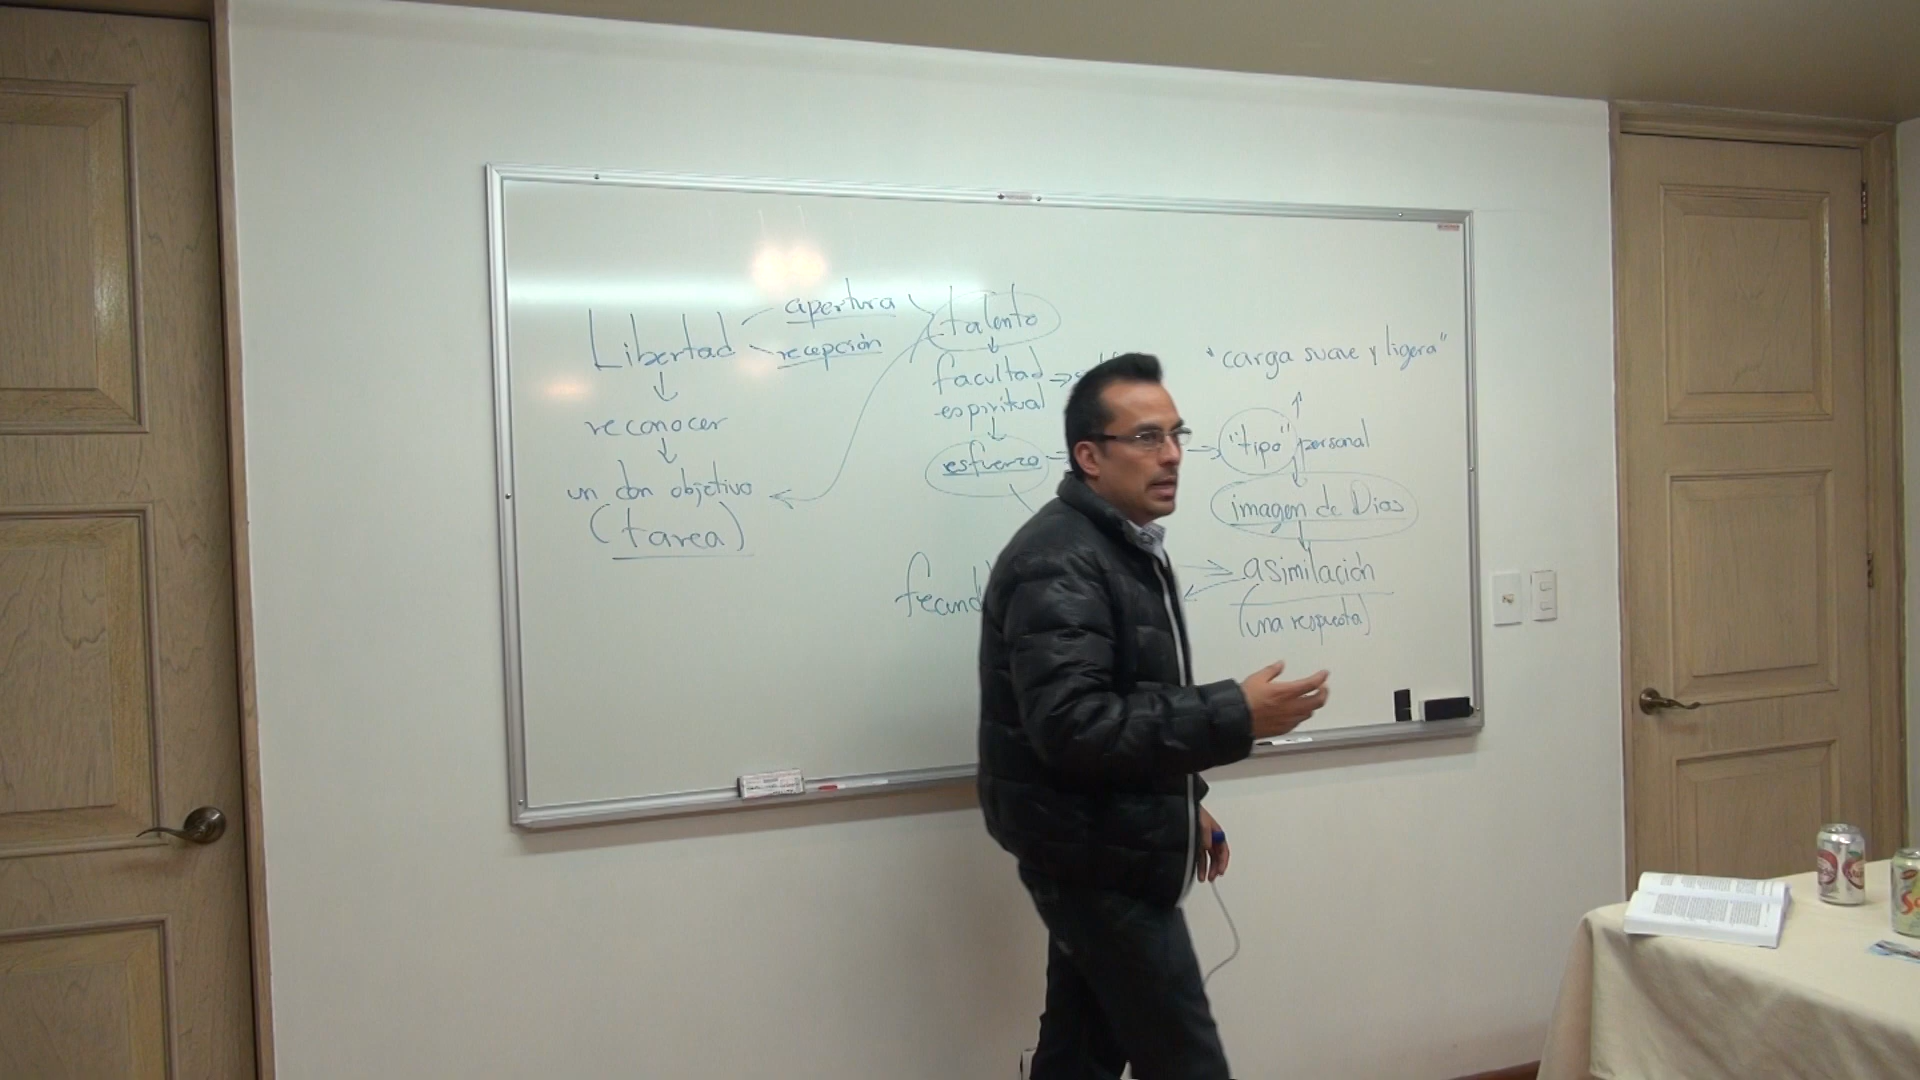 Libertad
apertura
recepción
reconocer
un don objetivo
(tarea)
talento
facultad
espiritual
esfuerzo
"carga suave y ligera"
"tipo" personal
imagen de Dios
asimilación
(una respuesta)